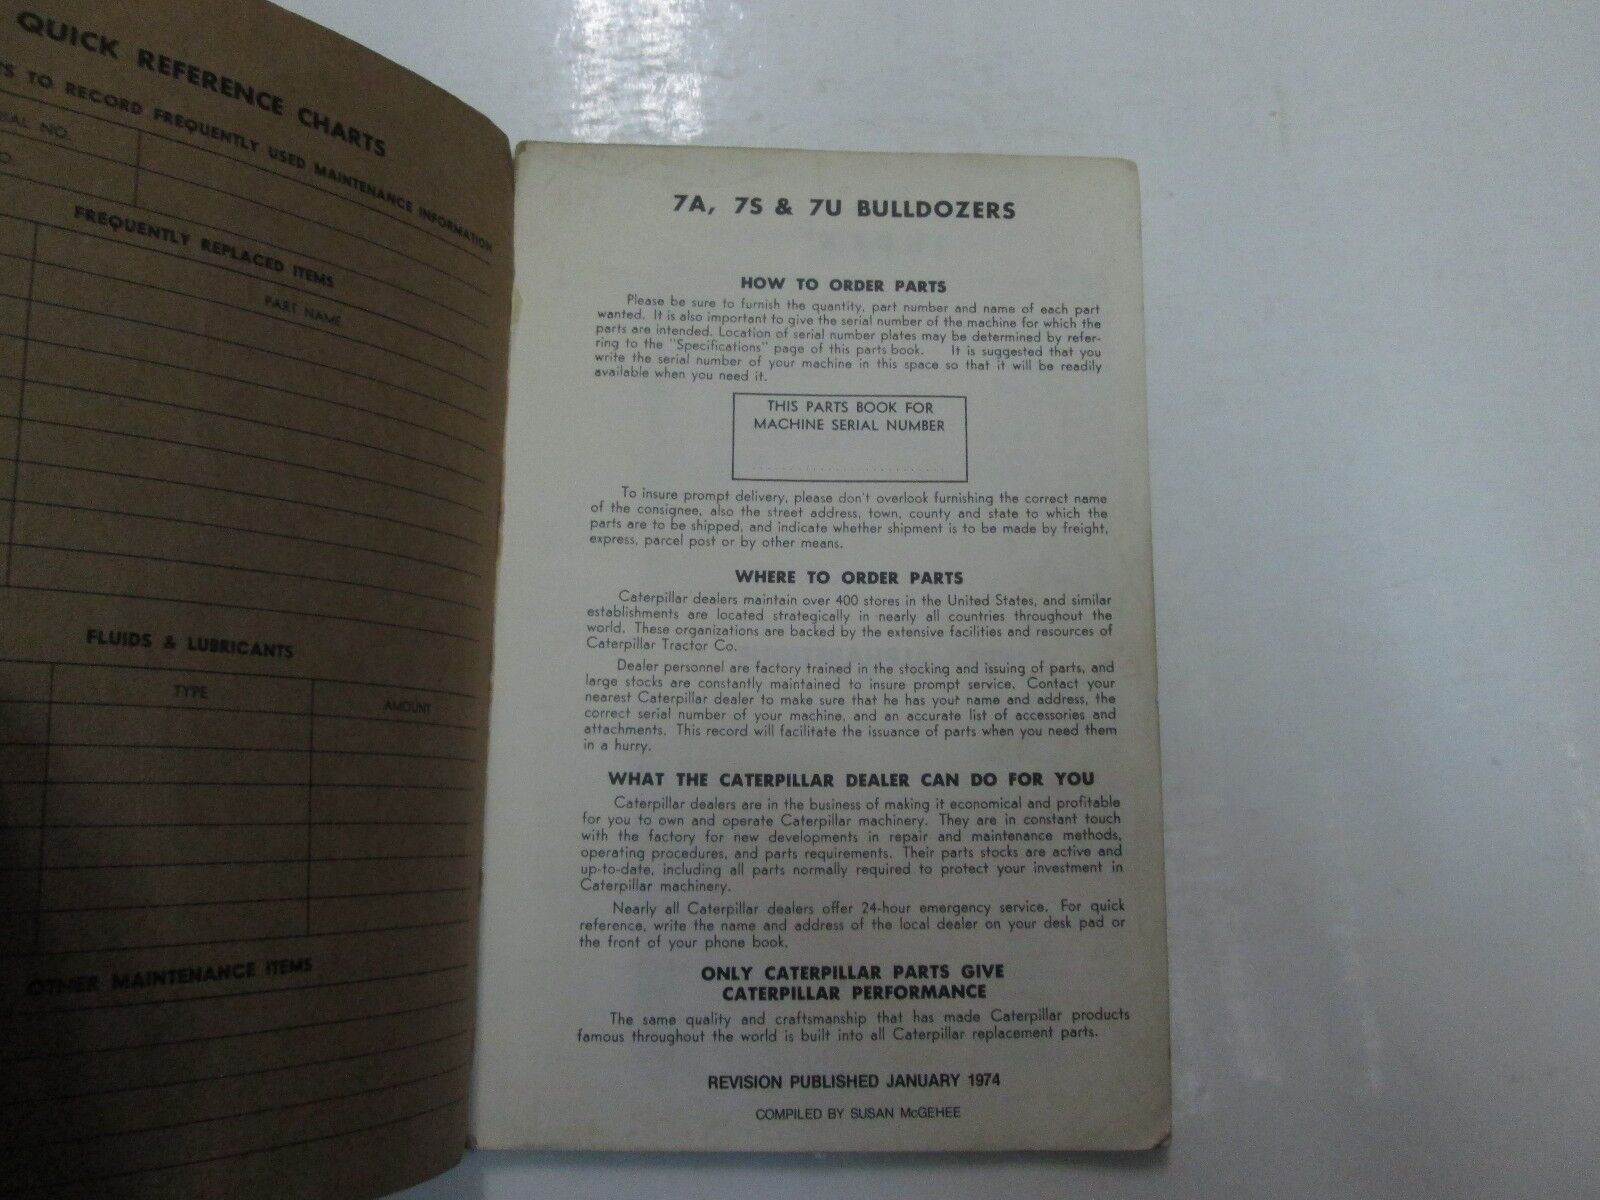 QUICK REFERENCE CHARTS
TO RECORD FREQUENTLY USED MAINTENANCE INFORMATION
NO.
FREQUENTLY REPLACED ITEMS
PART NAME
FLUIDS & LUBRICANTS
TYPE
AMOUNT
OTHER MAINTENANCE ITEMS
7A, 7S & 7U BULLDOZERS
HOW TO ORDER PARTS
Please be sure to furnish the quantity, part number and name of each part
wanted. It is also important to give the serial number of the machine for which the
parts are intended. Location of serial number plates may be determined by refer-
ring to the "Specifications" page of this parts book. It is suggested that you
write the serial number of your machine in this space so that it will be readily
available when you need it.
THIS PARTS BOOK FOR
MACHINE SERIAL NUMBER
To insure prompt delivery, please don't overlook furnishing the correct name
of the consignee, also the street address, town, county and state to which the
parts are to be shipped, and indicate whether shipment is to be made by freight,
express, parcel post or by other means.
WHERE TO ORDER PARTS
Caterpillar dealers maintain over 400 stores in the United States, and similar
establishments are located strategically in nearly all countries throughout the
world. These organizations are backed by the extensive facilities and resources of
Caterpillar Tractor Co.
Dealer personnel are factory trained in the stocking and issuing of parts, and
large stocks are constantly maintained to insure prompt service. Contact your
nearest Caterpillar dealer to make sure that he has your name and address, the
correct serial number of your machine, and an accurate list of accessories and
attachments. This record will facilitate the issuance of parts when you need them
in a hurry.
WHAT THE CATERPILLAR DEALER CAN DO FOR YOU
Caterpillar dealers are in the business of making it economical and profitable
for you to own and operate Caterpillar machinery. They are in constant touch
with the factory for new developments in repair and maintenance methods,
operating procedures, and parts requirements. Their parts stocks are active and
up-to-date, including all parts normally required to protect your investment in
Caterpillar machinery.
Nearly all Caterpillar dealers offer 24-hour emergency service. For quick
reference, write the name and address of the local dealer on your desk pad or
the front of your phone book.
ONLY CATERPILLAR PARTS GIVE
CATERPILLAR PERFORMANCE
The same quality and craftsmanship that has made Caterpillar products
famous throughout the world is built into all Caterpillar replacement parts.
REVISION PUBLISHED JANUARY 1974
COMPILED BY SUSAN McGEHEE